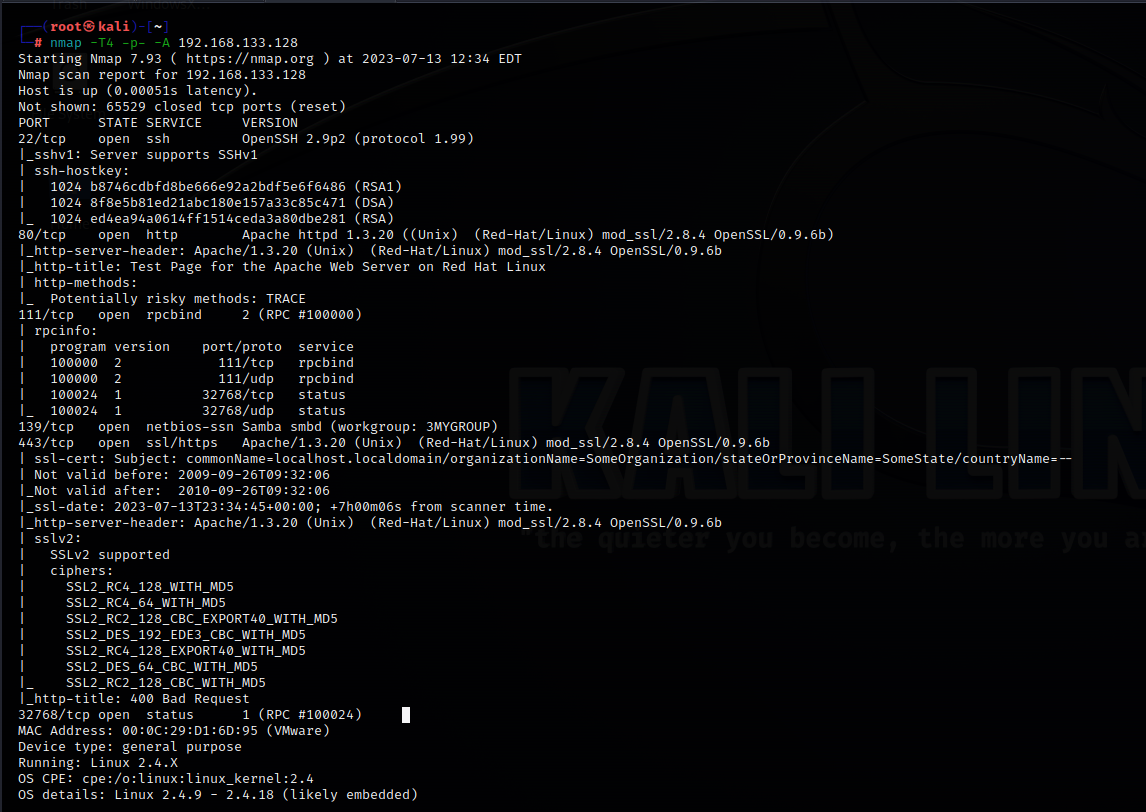 ┌──(root㉿kali)-[~]
└─# nmap -T4 -p- -A 192.168.133.128
Starting Nmap 7.93 ( https://nmap.org ) at 2023-07-13 12:34 EDT
Nmap scan report for 192.168.133.128
Host is up (0.00051s latency).
Not shown: 65529 closed tcp ports (reset)
PORT      STATE SERVICE     VERSION
22/tcp    open  ssh         OpenSSH 2.9p2 (protocol 1.99)
|_sshv1: Server supports SSHv1
| ssh-hostkey:
|   1024 b8746cdbfd8be666e92a2bdf5e6f6486 (RSA1)
|   1024 8f8e5b81ed21abc180e157a33c85c471 (DSA)
|_  1024 ed4ea94a0614ff1514ceda3a80dbe281 (RSA)
80/tcp    open  http        Apache httpd 1.3.20 ((Unix)  (Red-Hat/Linux) mod_ssl/2.8.4 OpenSSL/0.9.6b)
|_http-server-header: Apache/1.3.20 (Unix)  (Red-Hat/Linux) mod_ssl/2.8.4 OpenSSL/0.9.6b
|_http-title: Test Page for the Apache Web Server on Red Hat Linux
| http-methods:
|_  Potentially risky methods: TRACE
111/tcp   open  rpcbind     2 (RPC #100000)
| rpcinfo:
|   program version    port/proto  service
|   100000  2            111/tcp   rpcbind
|   100000  2            111/udp   rpcbind
|   100024  1          32768/tcp   status
|_  100024  1          32768/udp   status
139/tcp   open  netbios-ssn Samba smbd (workgroup: 3MYGROUP)
443/tcp   open  ssl/https   Apache/1.3.20 (Unix)  (Red-Hat/Linux) mod_ssl/2.8.4 OpenSSL/0.9.6b
| ssl-cert: Subject: commonName=localhost.localdomain/organizationName=SomeOrganization/stateOrProvinceName=SomeState/countryName=--
| Not valid before: 2009-09-26T09:32:06
|_Not valid after:  2010-09-26T09:32:06
|_ssl-date: 2023-07-13T23:34:45+00:00; +7h00m06s from scanner time.
|_http-server-header: Apache/1.3.20 (Unix)  (Red-Hat/Linux) mod_ssl/2.8.4 OpenSSL/0.9.6b
| sslv2:
|   SSLv2 supported
|   ciphers:
|     SSL2_RC4_128_WITH_MD5
|     SSL2_RC4_64_WITH_MD5
|     SSL2_RC2_128_CBC_EXPORT40_WITH_MD5
|     SSL2_DES_192_EDE3_CBC_WITH_MD5
|     SSL2_RC4_128_EXPORT40_WITH_MD5
|     SSL2_DES_64_CBC_WITH_MD5
|_    SSL2_RC2_128_CBC_WITH_MD5
|_http-title: 400 Bad Request
32768/tcp open  status      1 (RPC #100024)
MAC Address: 00:0C:29:D1:6D:95 (VMware)
Device type: general purpose
Running: Linux 2.4.X
OS CPE: cpe:/o:linux:linux_kernel:2.4
OS details: Linux 2.4.9 - 2.4.18 (likely embedded)
KALI LIN
"the quieter you become, the more you a